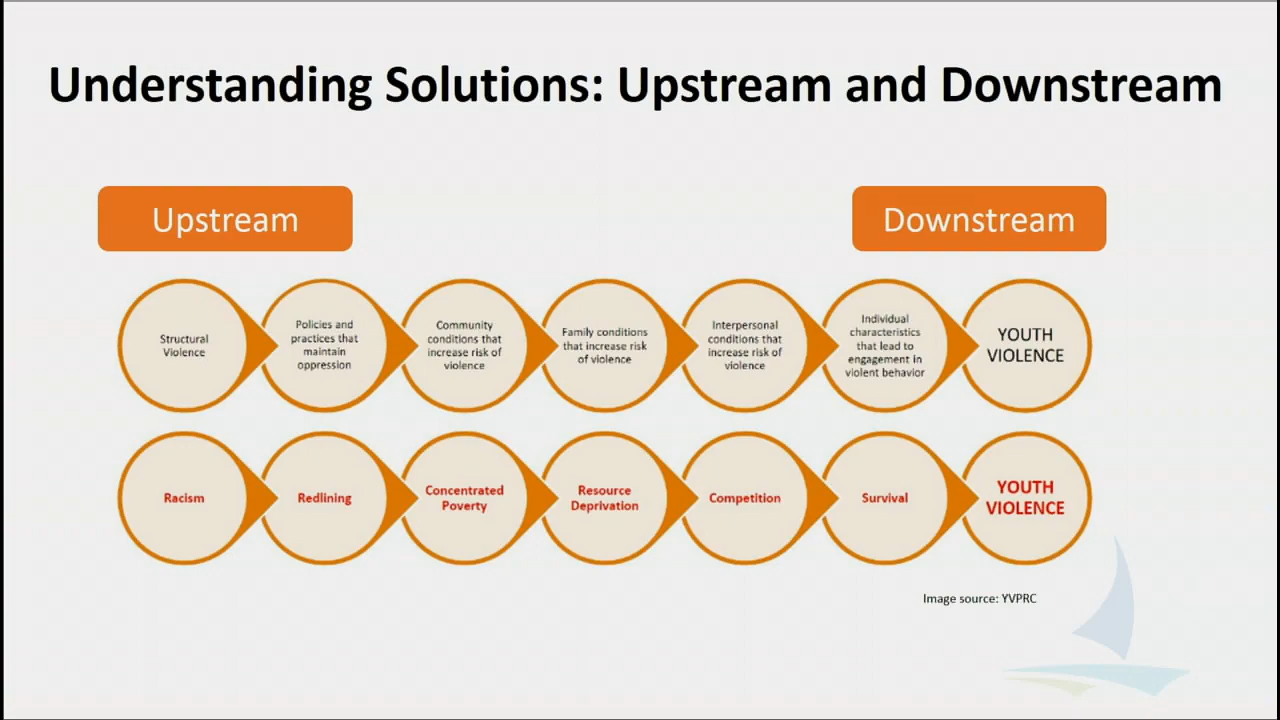 Understanding Solutions: Upstream and Downstream
Upstream
Downstream
Structural
Violence
Policies and
practices that
maintain
oppression
Community
conditions that
increase risk of
violence
Family conditions
that increase risk
of violence
Interpersonal
conditions that
increase risk of
violence
Individual
characteristics
that lead to
engagement in
violent behavior
YOUTH
VIOLENCE
Racism
Redlining
Concentrated
Poverty
Resource
Deprivation
Competition
Survival
YOUTH
VIOLENCE
Image source: YVPRC